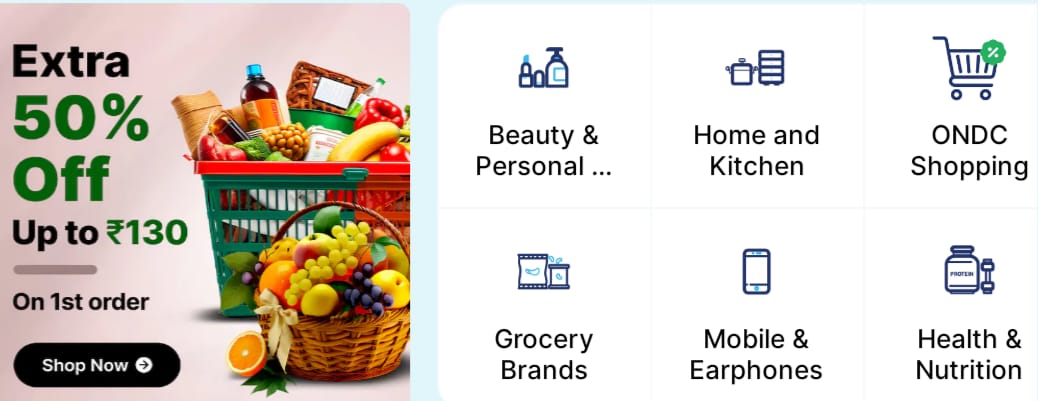 Extra
50%
Off
Up to ₹130
On 1st order
Shop Now
Beauty &
Personal ...
Home and
Kitchen
%
ONDC
Shopping
Grocery
Brands
Mobile &
Earphones
PROTEIN
Health &
Nutrition